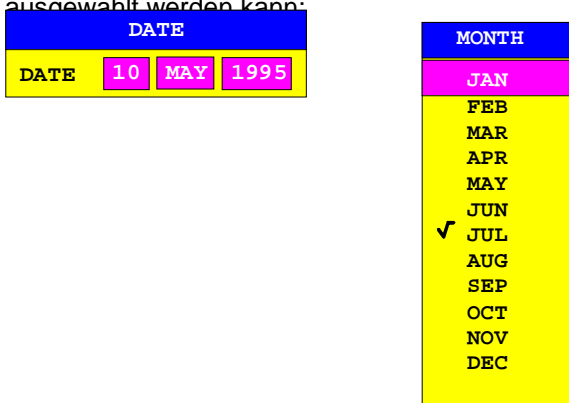 ausgewählt werden kann:
DATE
DATE 10 MAY 1995
MONTH
JAN
FEB
MAR
APR
MAY
JUN
√ JUL
AUG
SEP
OCT
NOV
DEC